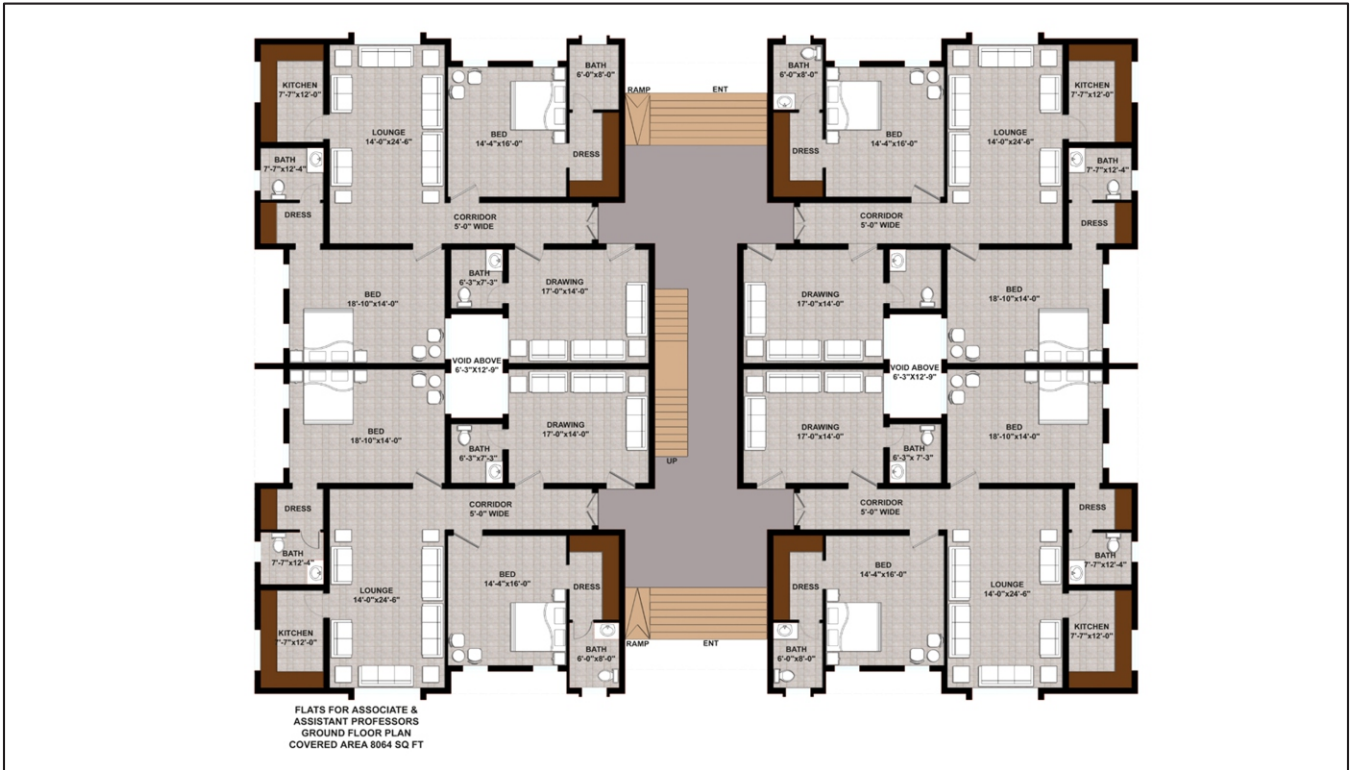 KITCHEN
7'-7"x12'-0"
LOUNGE
14'-0"x24'-6"
BED
14'-4"x16'-0"
BATH
6'-0"x8'-0"
DRESS
BATH
7'-7"x12'-4"
DRESS
CORRIDOR
5'-0" WIDE
RAMP
ENT
BATH
6'-0"x8'-0"
DRESS
BED
14'-4"x16'-0"
LOUNGE
14'-0"x24'-6"
KITCHEN
7'-7"x12'-0"
BATH
7'-7"x12'-4"
DRESS
CORRIDOR
5'-0" WIDE
BED
18'-10"x14'-0"
BATH
6'-3"x7'-3"
DRAWING
17'-0"x14'-0"
VOID ABOVE
6'-3"X12'-9"
DRAWING
17'-0"x14'-0"
BATH
BED
18'-10"x14'-0"
VOID ABOVE
6'-3"X12'-9"
BED
18'-10"x14'-0"
DRAWING
17'-0"x14'-0"
BATH
6'-3"x7'-3"
UP
DRAWING
17'-0"x14'-0"
BATH
6'-3"x 7'-3"
BED
18'-10"x14'-0"
DRESS
CORRIDOR
5'-0" WIDE
BATH
7'-7"x12'-4"
LOUNGE
14'-0"x24'-6"
BED
14'-4"x16'-0"
DRESS
KITCHEN
7'-7"x12'-0"
BATH
6'-0"x8'-0"
RAMP
ENT
CORRIDOR
5'-0" WIDE
DRESS
BED
14'-4"x16'-0"
DRESS
BATH
7'-7"x12'-4"
LOUNGE
14'-0"x24'-6"
BATH
6'-0"x8'-0"
KITCHEN
7'-7"x12'-0"
FLATS FOR ASSOCIATE &
ASSISTANT PROFESSORS
GROUND FLOOR PLAN
COVERED AREA 8064 SQ FT